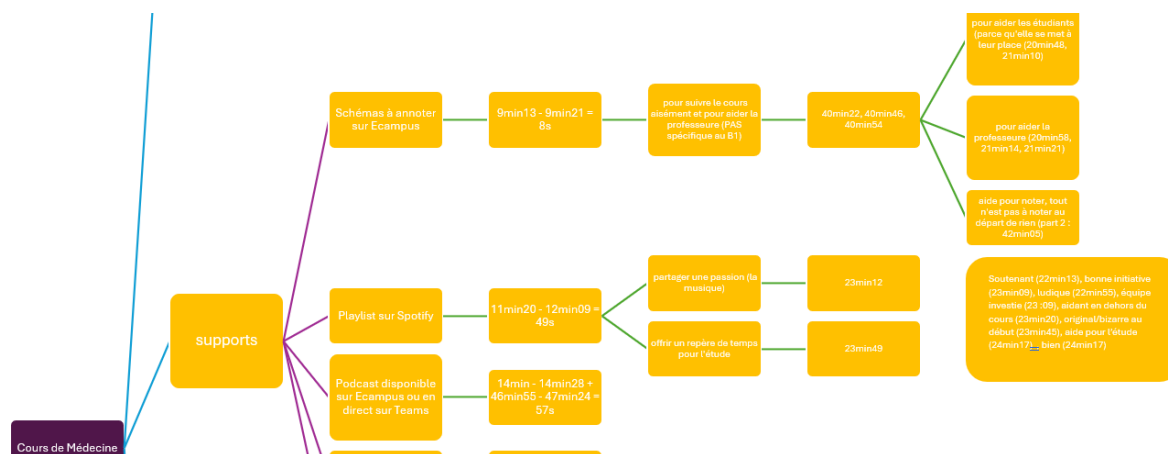 pour aider les étudiants
(parce qu'elle se met à
leur place (20min48,
21min10)
Schémas à annoter
sur Ecampus
9min13 - 9min21 =
8s
pour suivre le cours
aisément et pour aider la
professeure (PAS
spécifique au B1)
40min22, 40min46,
40min54
pour aider la
professeure (20min58,
21min14, 21min21)
aide pour noter, tout
n'est pas à noter au
départ de rien (part 2 :
42min05)
supports
Playlist sur Spotify
11min20 - 12min09 =
49s
partager une passion (la
musique)
23min12
offrir un repère de temps
pour l'étude
23min49
Soutenant (22min13), bonne initiative
(23min09), ludique (22min55), équipe
investie (23 :09), aident en dehors du
cours (23min20), original/bizarre au
début (23min45), aide pour l'étude
(24min17), bien (24min17)
Podcast disponible
sur Ecampus ou en
direct sur Teams
14min - 14min28 +
46min55 - 47min24 =
57s
Cours de Médecine